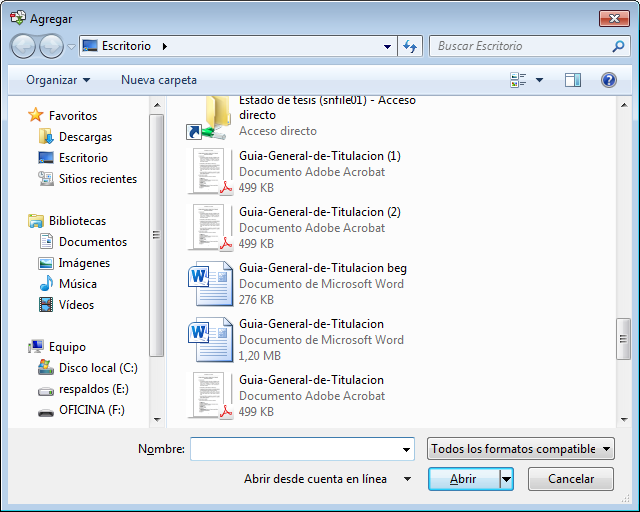 Agregar
Escritorio
Buscar Escritorio
Organizar
Nueva carpeta
Favoritos
Descargas
Escritorio
Sitios recientes
Bibliotecas
Documentos
Imágenes
Música
Vídeos
Equipo
Disco local (C:)
respaldos (E:)
OFICINA (F:)
Estado de tesis (snfile01) - Acceso
directo
Acceso directo
Guia-General-de-Titulacion (1)
Documento Adobe Acrobat
499 KB
Guia-General-de-Titulacion (2)
Documento Adobe Acrobat
499 KB
Guia-General-de-Titulacion beg
Documento de Microsoft Word
276 KB
Guia-General-de-Titulacion
Documento de Microsoft Word
1,20 MB
Guia-General-de-Titulacion
Documento Adobe Acrobat
499 KB
Nombre:
Todos los formatos compatible
Abrir desde cuenta en línea
Abrir
Cancelar